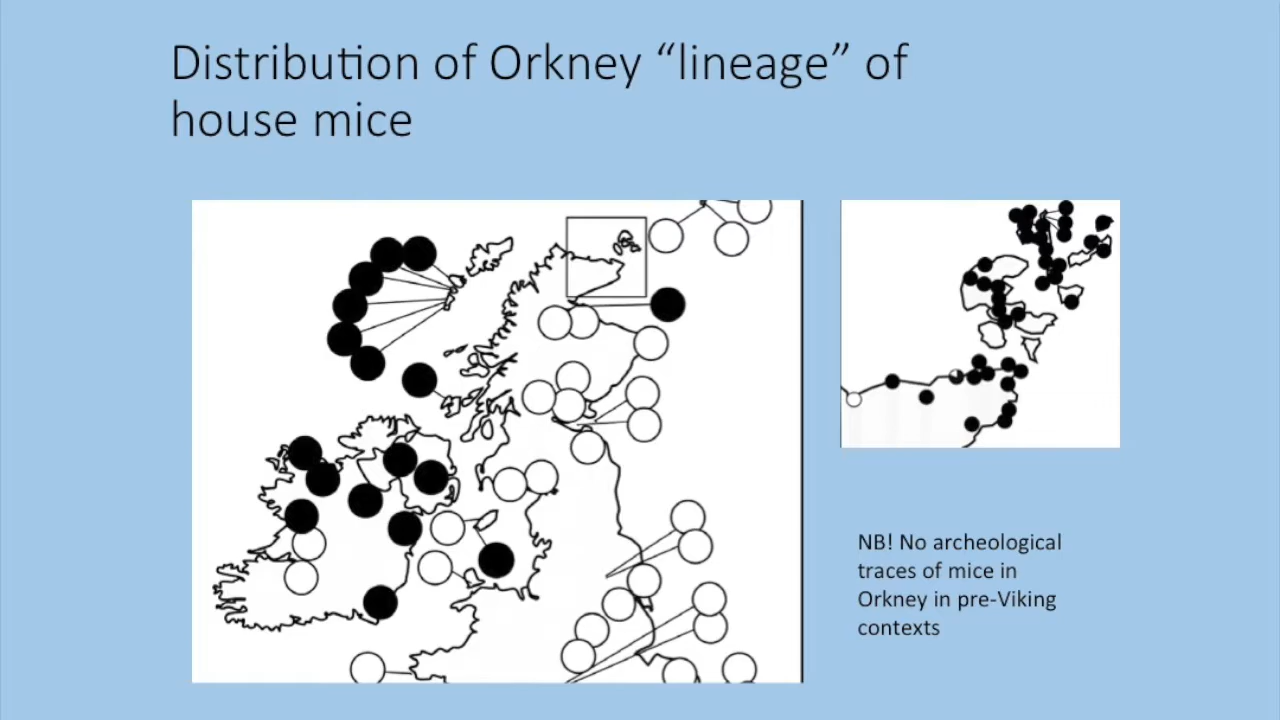 Distribution of Orkney “lineage” of
house mice
NB! No archeological
traces of mice in
Orkney in pre-Viking
contexts